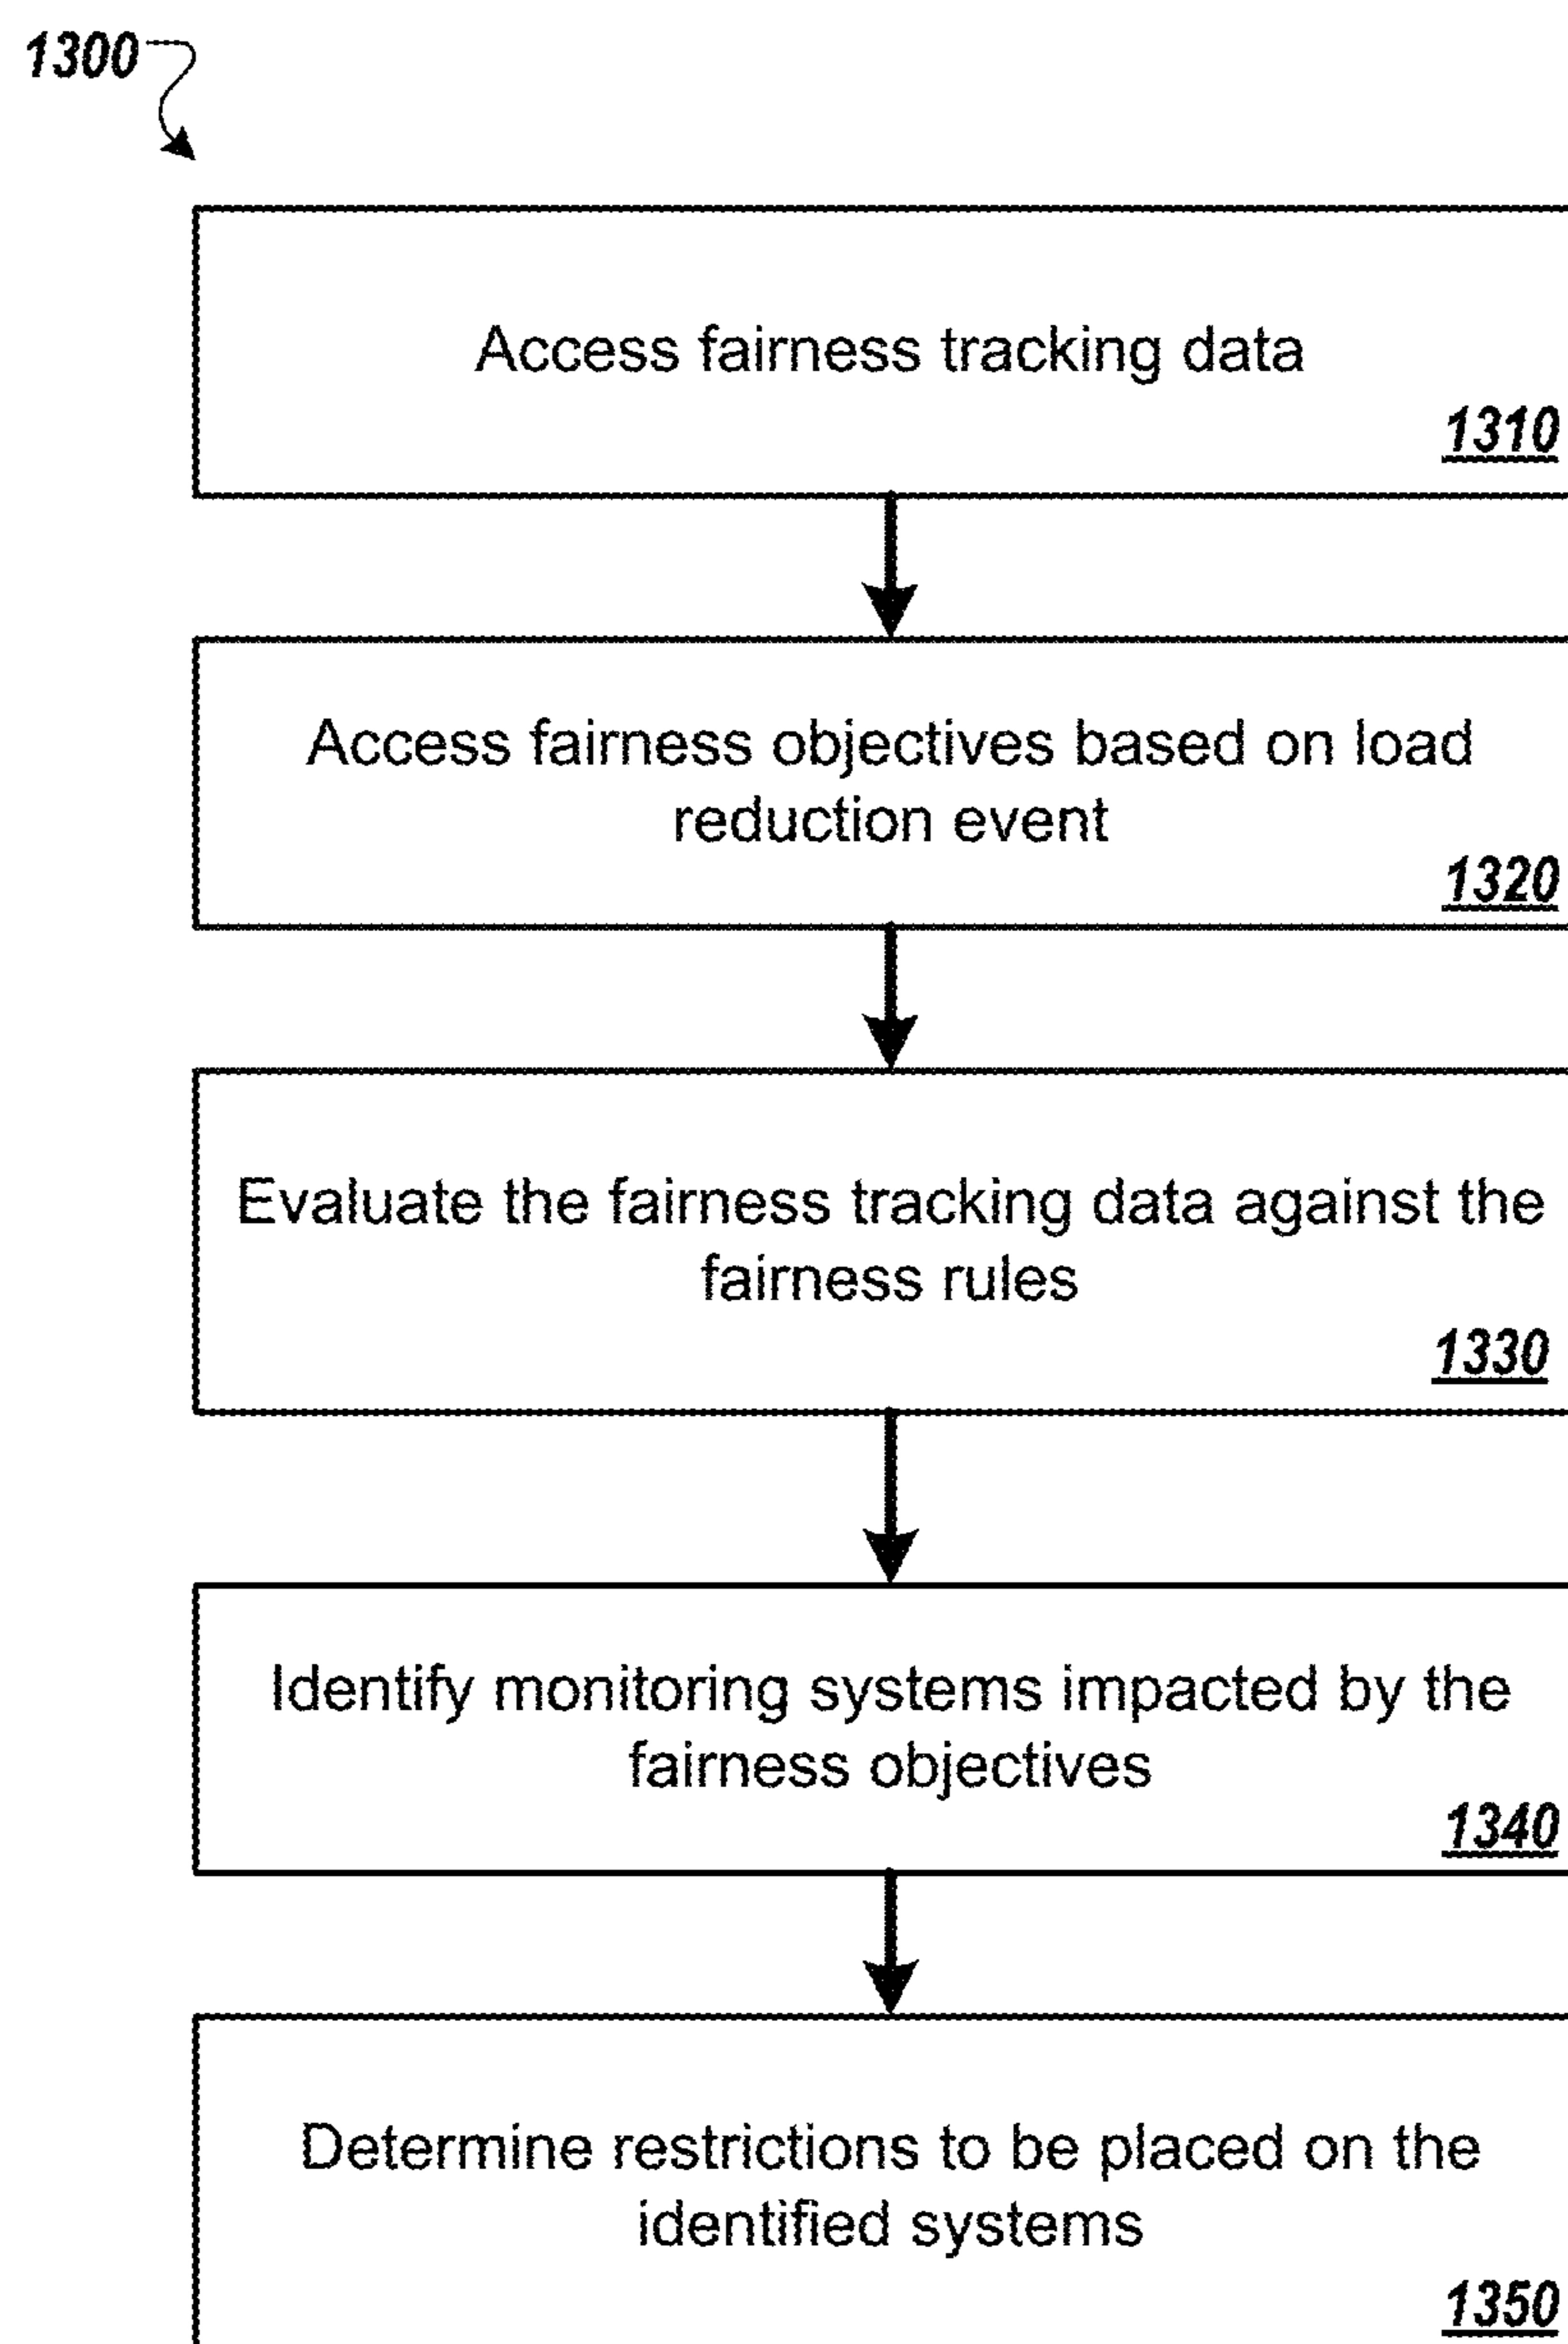 1300
Access fairness tracking data
1310
Access fairness objectives based on load
reduction event
1320
Evaluate the fairness tracking data against the
fairness rules
1330
Identify monitoring systems impacted by the
fairness objectives
1340
Determine restrictions to be placed on the
identified systems
1350